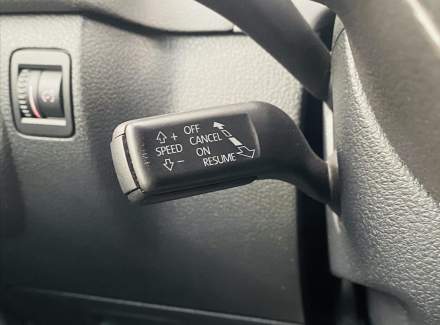 + OFF
SPEED CANCEL
- ON
RESUME